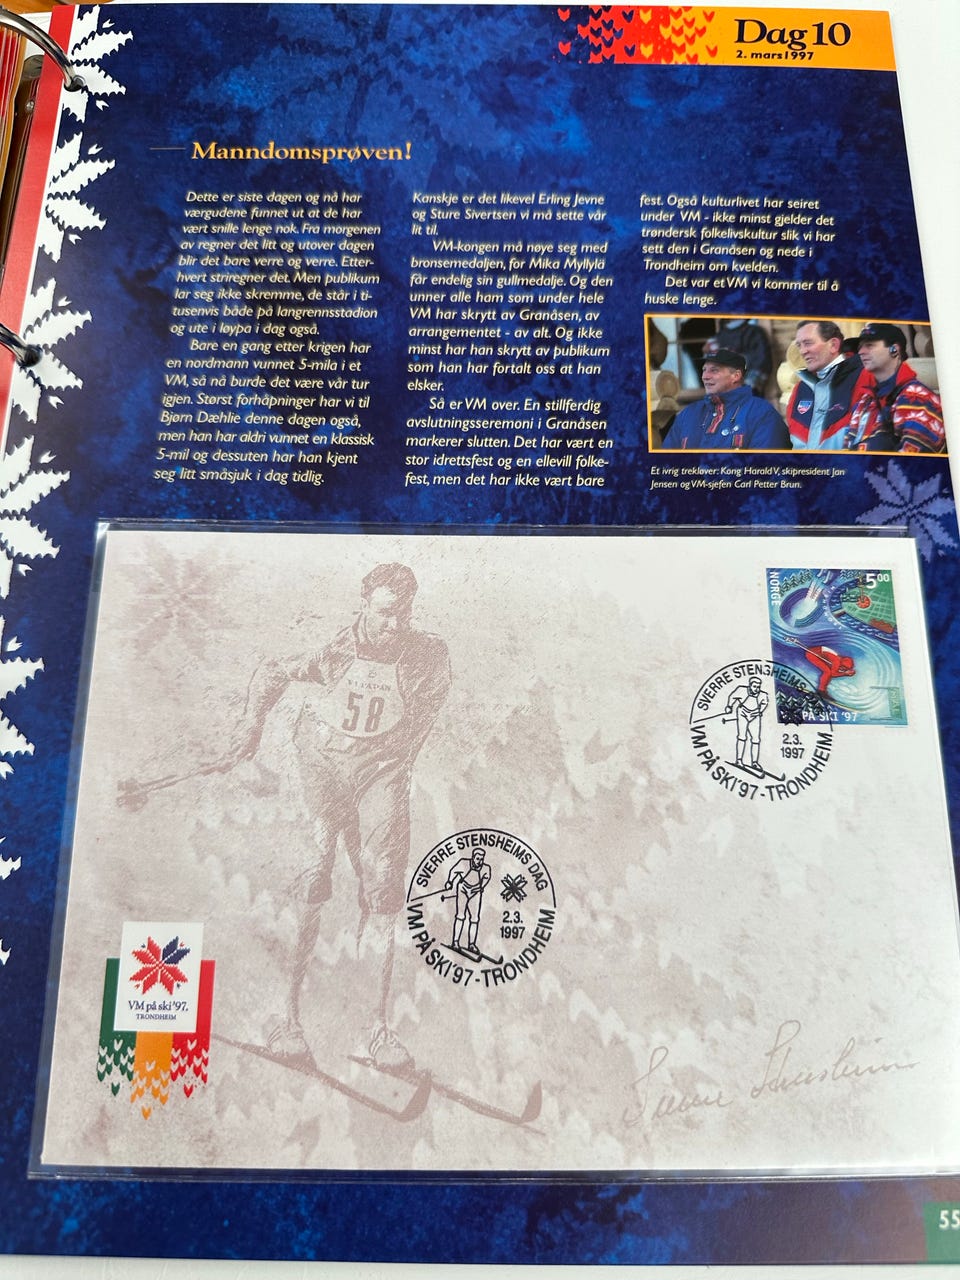 Dag 10
2. mars 1997
Manndomsprøven!
Dette er siste dagen og nå har
værgudene funnet ut at de har
vært snille lenge nok. Fra morgenen
av regner det litt og utover dagen
blir det bare verre og verre. Etter-
hvert striregner det. Men publikum
lar seg ikke skremme, de står i ti-
tusenvis både på langrennsstadion
og ute i løypa i dag også.
Bare en gang etter krigen har
en nordmann vunnet 5-mila i et
VM, så nå burde det være vår tur
igjen. Størst forhåpninger har vi til
Bjørn Dæhlie denne dagen også,
men han har aldri vunnet en klassisk
5-mil og dessuten har han kjent
seg litt småsjuk i dag tidlig.
Kanskje er det likevel Erling Jevne
og Sture Sivertsen vi må sette vår
lit til.
VM-kongen må nøye seg med
bronsemedaljen, for Mika Myllylä
får endelig sin gullmedalje. Og den
unner alle ham som under hele
VM har skrytt av Granåsen, av
arrangementet - av alt. Og ikke
minst har han skrytt av publikum
som han har fortalt oss at han
elsker.
Så er VM over. En stillferdig
avslutningsseremoni i Granåsen
markerer slutten. Det har vært en
stor idrettsfest og en ellevill folke-
fest, men det har ikke vært bare
fest. Også kulturlivet har seiret
under VM - ikke minst gjelder det
trøndersk folkelivskultur slik vi har
sett den i Granåsen og nede i
Trondheim om kvelden.
Det var et VM vi kommer til å
huske lenge.
Et ivrig trekløver: Kong Harald V, skipresident Jan
Jensen og VM-sjefen Carl Petter Brun.
NORGE
500
PÅ SKI '97
SVERRE STENSHEIMS DAG
2.3.
1997
VM PÅ SKI '97 - TRONDHEIM
58
SVERRE STENSHEIMS DAG
2.3.
1997
VM PÅ SKI '97 - TRONDHEIM
VM på ski '97,
TRONDHEIM
Sverre Stensheim
55